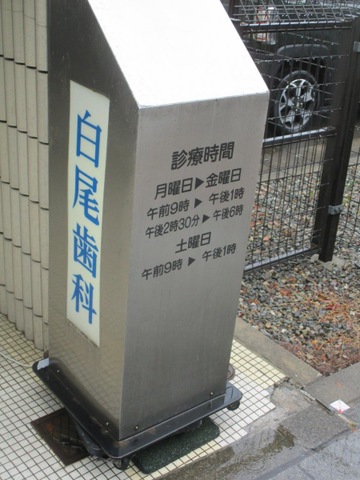 白尾歯科
診療時間
月曜日▶金曜日
午前9時▶午後1時
午後2時30分▶午後6時
土曜日
午前9時▶午後1時